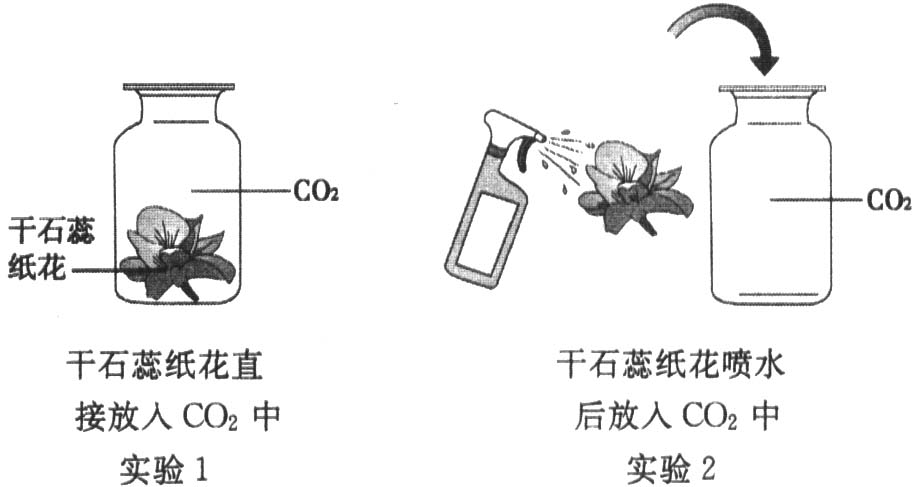 CO₂
干石蕊
纸花
干石蕊纸花直
接放入 CO₂ 中
实验 1
CO₂
干石蕊纸花喷水
后放入 CO₂ 中
实验 2